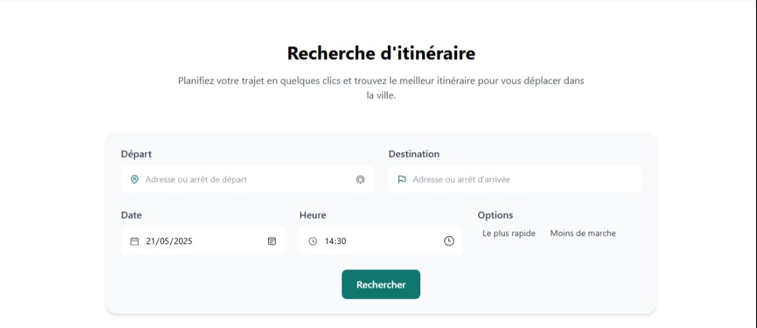 Recherche d'itinéraire
Planifiez votre trajet en quelques clics et trouvez le meilleur itinéraire pour vous déplacer dans
la ville.
Départ
Destination
Adresse ou arrêt de départ
Adresse ou arrêt d'arrivée
Date
Heure
Options
21/05/2025
14:30
Le plus rapide
Moins de marche
Rechercher